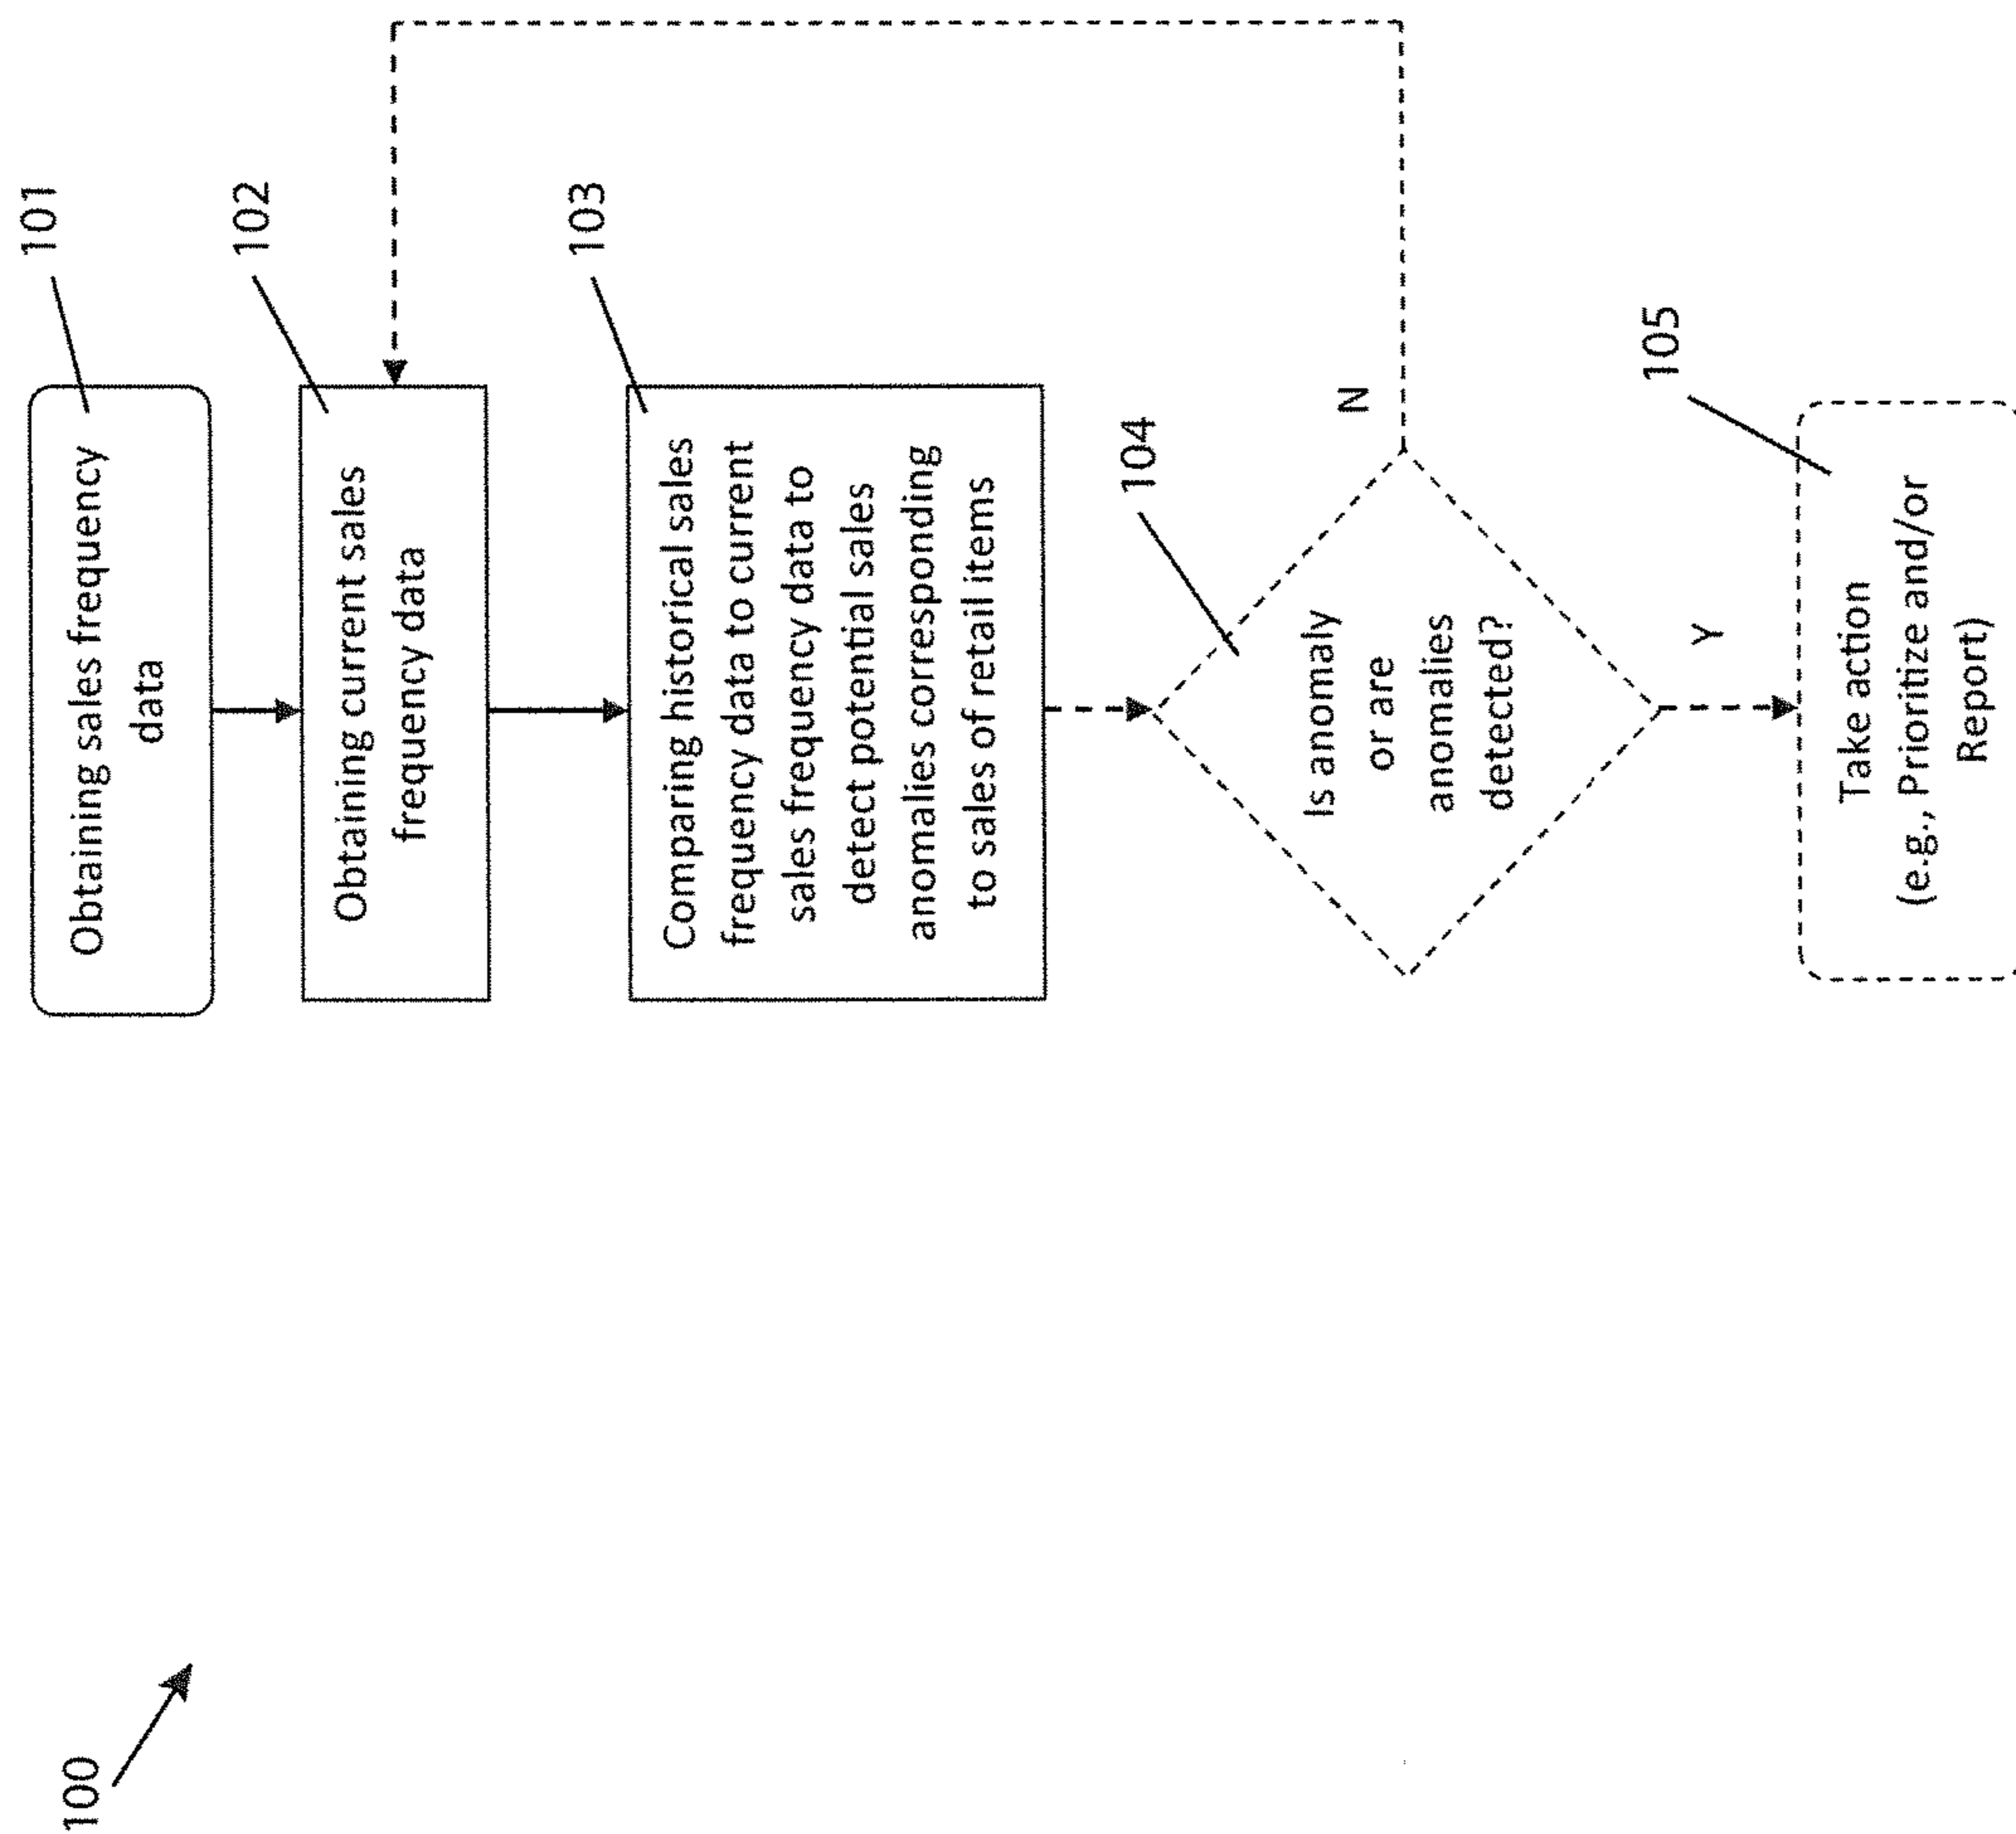 100
101
Obtaining sales frequency
data
102
Obtaining current sales
frequency data
103
Comparing historical sales
frequency data to current
sales frequency data to
detect potential sales
anomalies corresponding
to sales of retail items
104
Is anomaly
or are
anomalies
detected?
N
Y
105
Take action
(e.g., Prioritize and/or
Report)